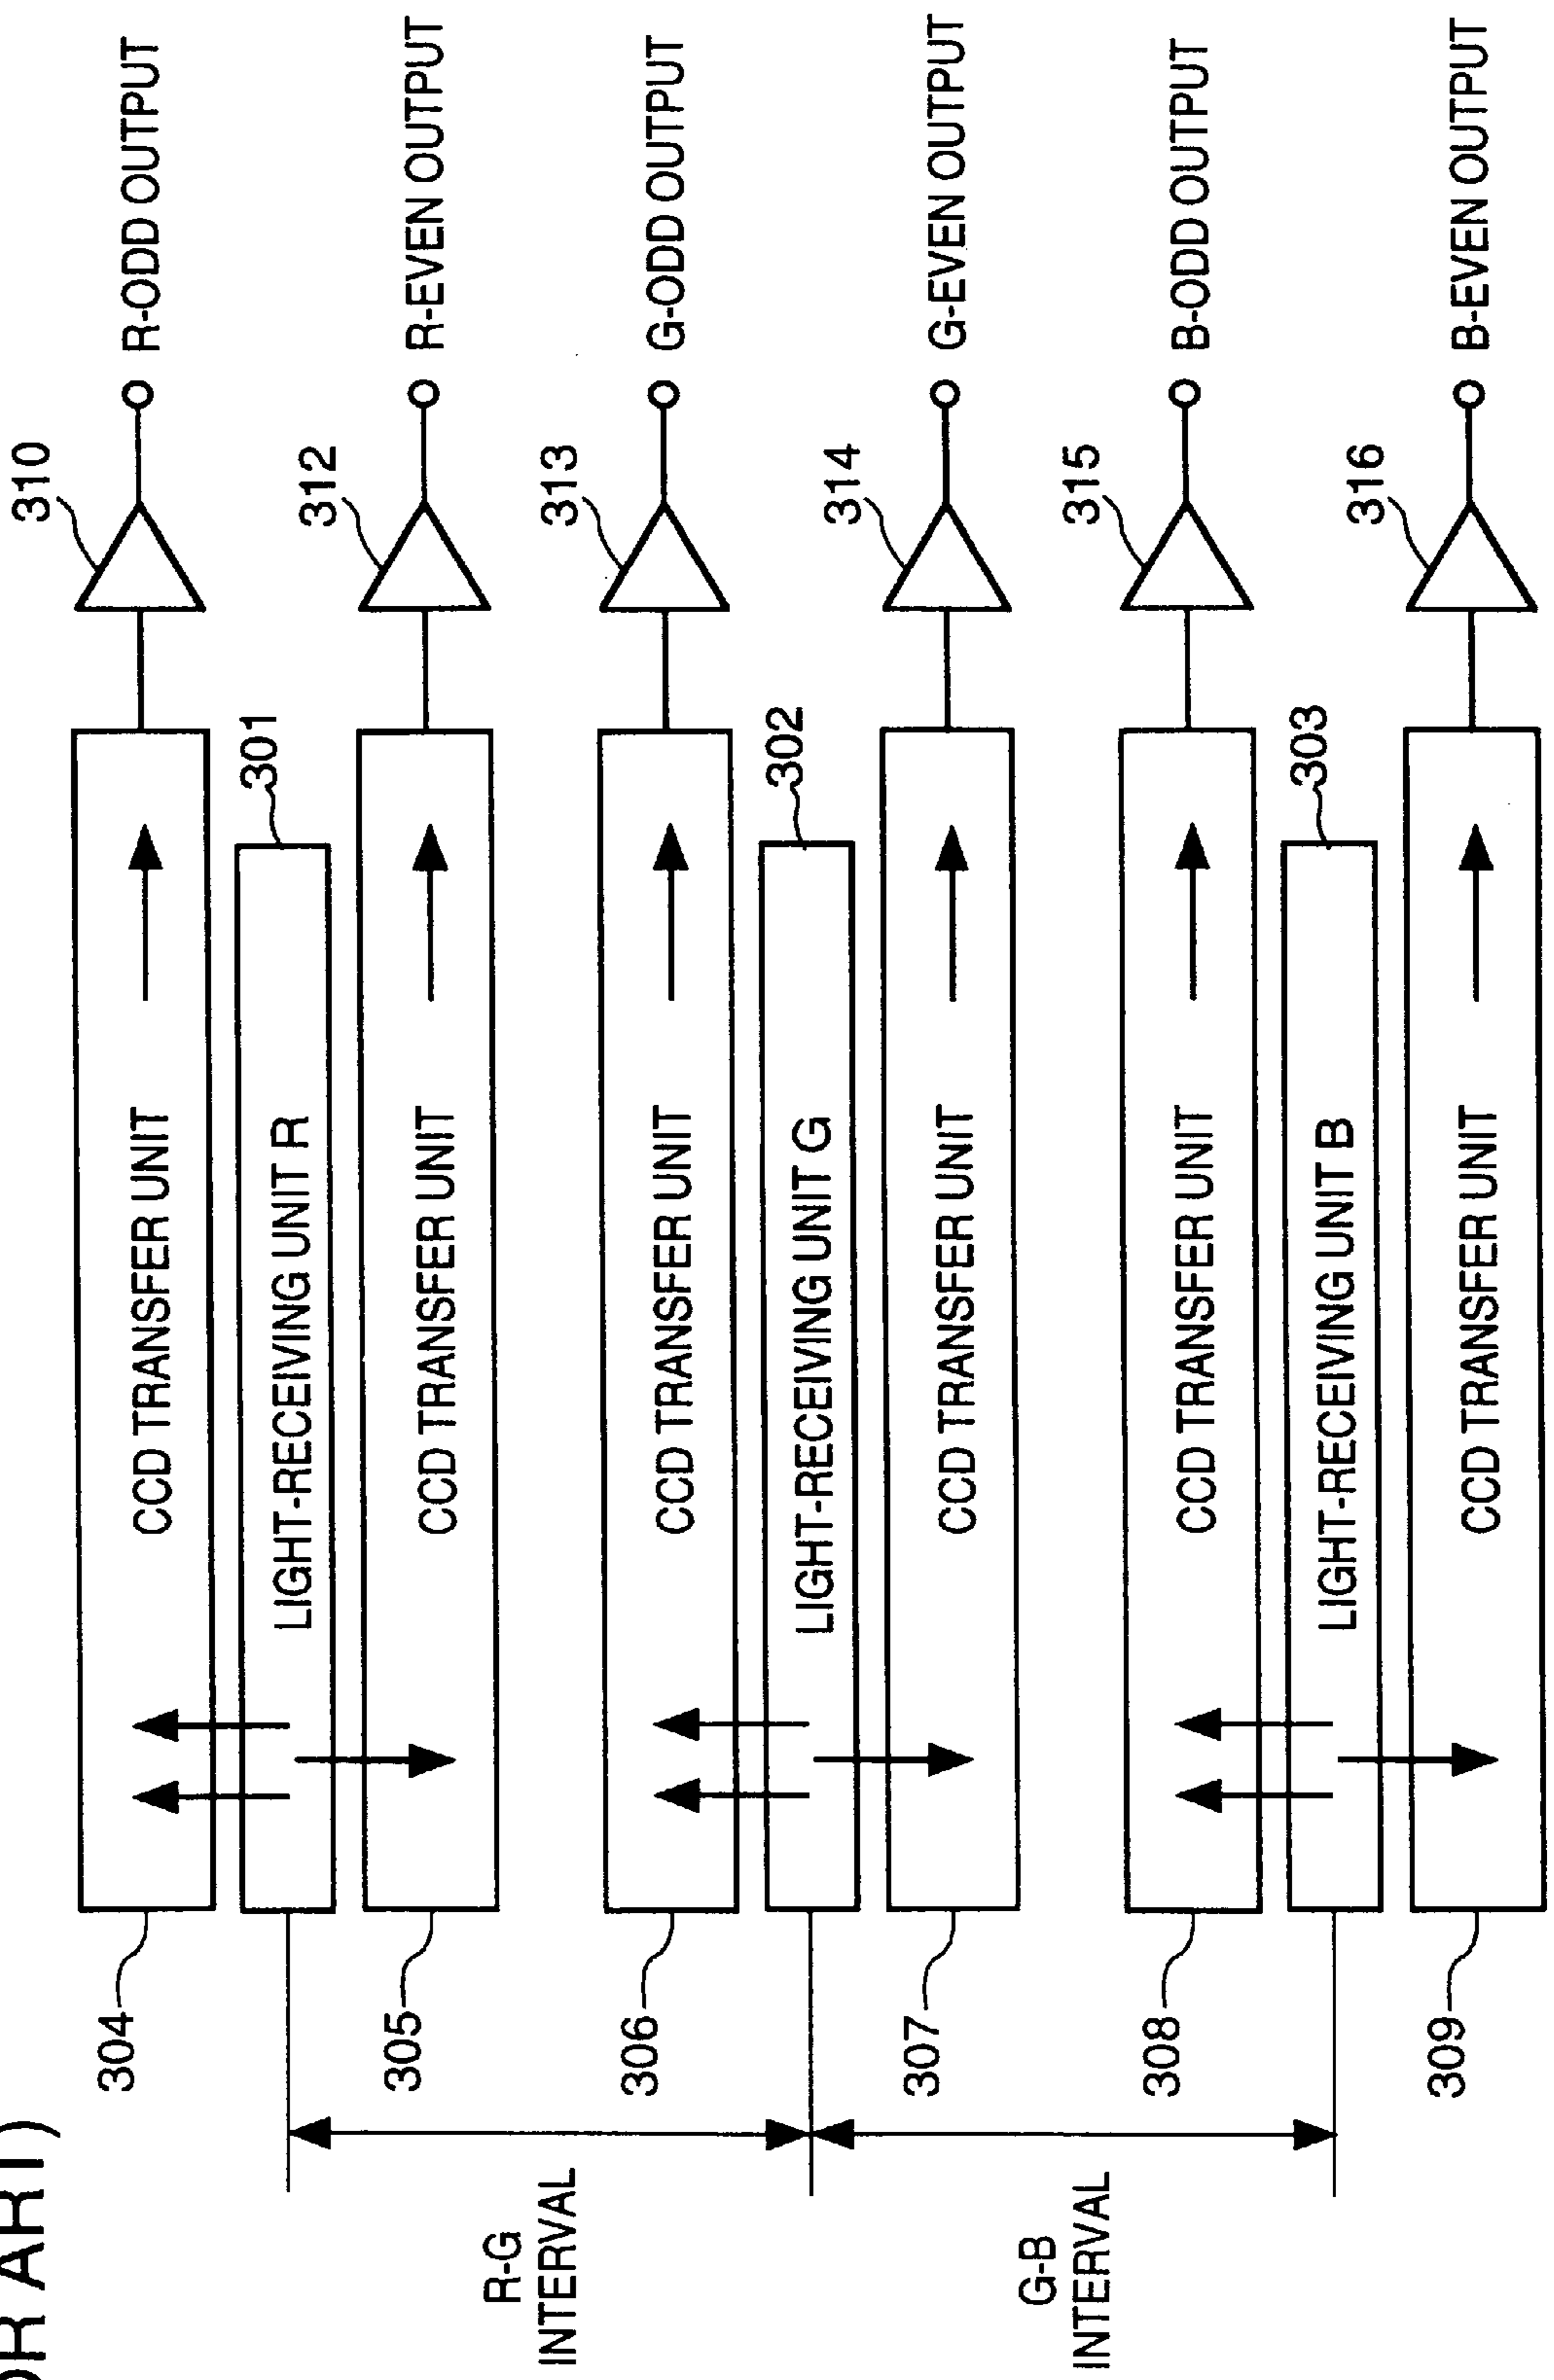 OR ART)
310
304
CCD TRANSFER UNIT
R-ODD OUTPUT
301
LIGHT-RECEIVING UNIT R
312
305
CCD TRANSFER UNIT
R-EVEN OUTPUT
R-G
INTERVAL
313
306
CCD TRANSFER UNIT
G-ODD OUTPUT
302
LIGHT-RECEIVING UNIT G
314
307
CCD TRANSFER UNIT
G-EVEN OUTPUT
G-B
INTERVAL
315
308
CCD TRANSFER UNIT
B-ODD OUTPUT
303
LIGHT-RECEIVING UNIT B
316
309
CCD TRANSFER UNIT
B-EVEN OUTPUT